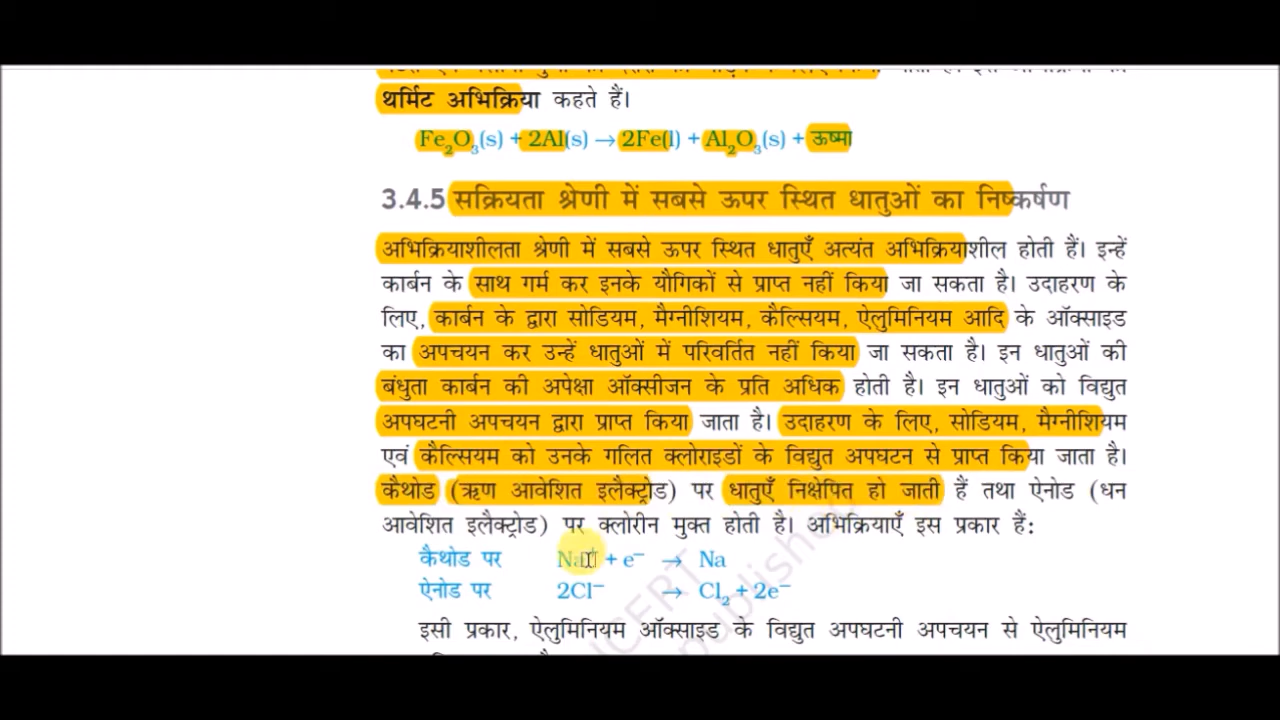 थर्मिट अभिक्रिया कहते हैं।
Fe₂O₃(s) + 2Al(s) → 2Fe(l) + Al₂O₃(s) + ऊष्मा
3.4.5 सक्रियता श्रेणी में सबसे ऊपर स्थित धातुओं का निष्कर्षण
अभिक्रियाशीलता श्रेणी में सबसे ऊपर स्थित धातुएँ अत्यंत अभिक्रियाशील होती हैं। इन्हें
कार्बन के साथ गर्म कर इनके यौगिकों से प्राप्त नहीं किया जा सकता है। उदाहरण के
लिए, कार्बन के द्वारा सोडियम, मैग्नीशियम, कैल्सियम, ऐलुमिनियम आदि के ऑक्साइड
का अपचयन कर उन्हें धातुओं में परिवर्तित नहीं किया जा सकता है। इन धातुओं की
बंधुता कार्बन की अपेक्षा ऑक्सीजन के प्रति अधिक होती है। इन धातुओं को विद्युत
अपघटनी अपचयन द्वारा प्राप्त किया जाता है। उदाहरण के लिए, सोडियम, मैग्नीशियम
एवं कैल्सियम को उनके गलित क्लोराइडों के विद्युत अपघटन से प्राप्त किया जाता है।
कैथोड (ऋण आवेशित इलैक्ट्रोड) पर धातुएँ निक्षेपित हो जाती हैं तथा ऐनोड (धन
आवेशित इलैक्ट्रोड) पर क्लोरीन मुक्त होती है। अभिक्रियाएँ इस प्रकार हैं:
कैथोड पर Na⁺ + e⁻ → Na
ऐनोड पर 2Cl⁻ → Cl₂ + 2e⁻
इसी प्रकार, ऐलुमिनियम ऑक्साइड के विद्युत अपघटनी अपचयन से ऐलुमिनियम